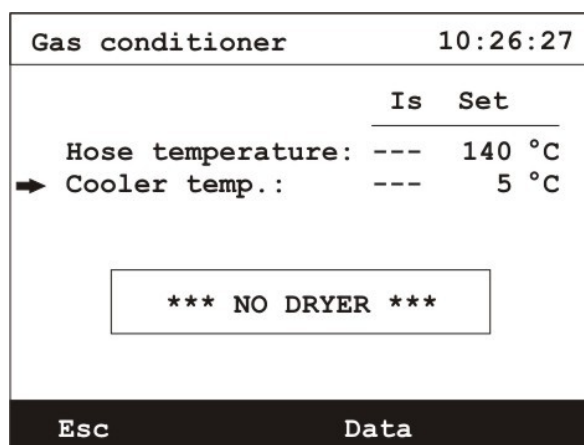 Gas conditioner 10:26:27
Is Set
Hose temperature: --- 140 °C
Cooler temp.: --- 5 °C
*** NO DRYER ***
Esc Data